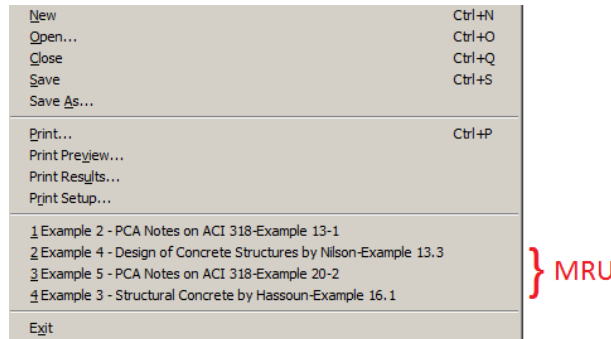 New Ctrl+N
Open... Ctrl+O
Close Ctrl+Q
Save Ctrl+S
Save As...
Print... Ctrl+P
Print Preview...
Print Results...
Print Setup...
1 Example 2 - PCA Notes on ACI 318-Example 13-1
2 Example 4 - Design of Concrete Structures by Nilson-Example 13.3
3 Example 5 - PCA Notes on ACI 318-Example 20-2
4 Example 3 - Structural Concrete by Hassoun-Example 16.1
} MRU
Exit